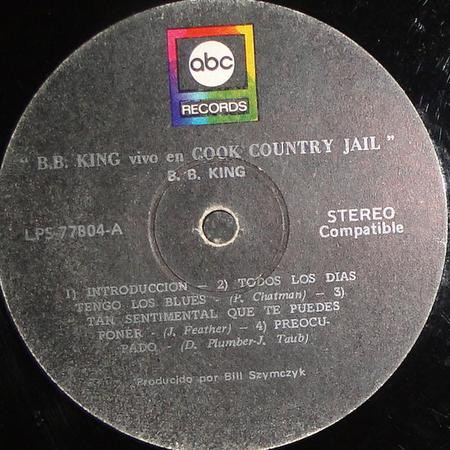 abc
RECORDS
" B.B. KING vivo en COOK COUNTRY JAIL "
B. B. KING
LPS-77804-A
STEREO
Compatible
1) INTRODUCCION — 2) TODOS LOS DIAS
TENGO LOS BLUES - (P. Chatman) — 3)
TAN SENTIMENTAL QUE TE PUEDES
PONER - (J. Feather) — 4) PREOCU-
PADO - (D. Plumber-J. Taub)
Producido por Bill Szymczyk